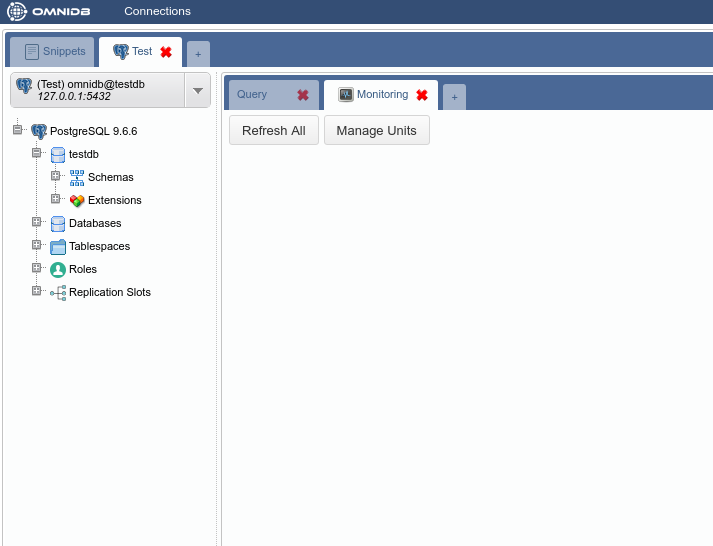 OMNIDB Connections
Snippets Test +
(Test) omnidb@testdb
127.0.0.1:5432
Query Monitoring +
Refresh All Manage Units
PostgreSQL 9.6.6
testdb
Schemas
Extensions
Databases
Tablespaces
Roles
Replication Slots